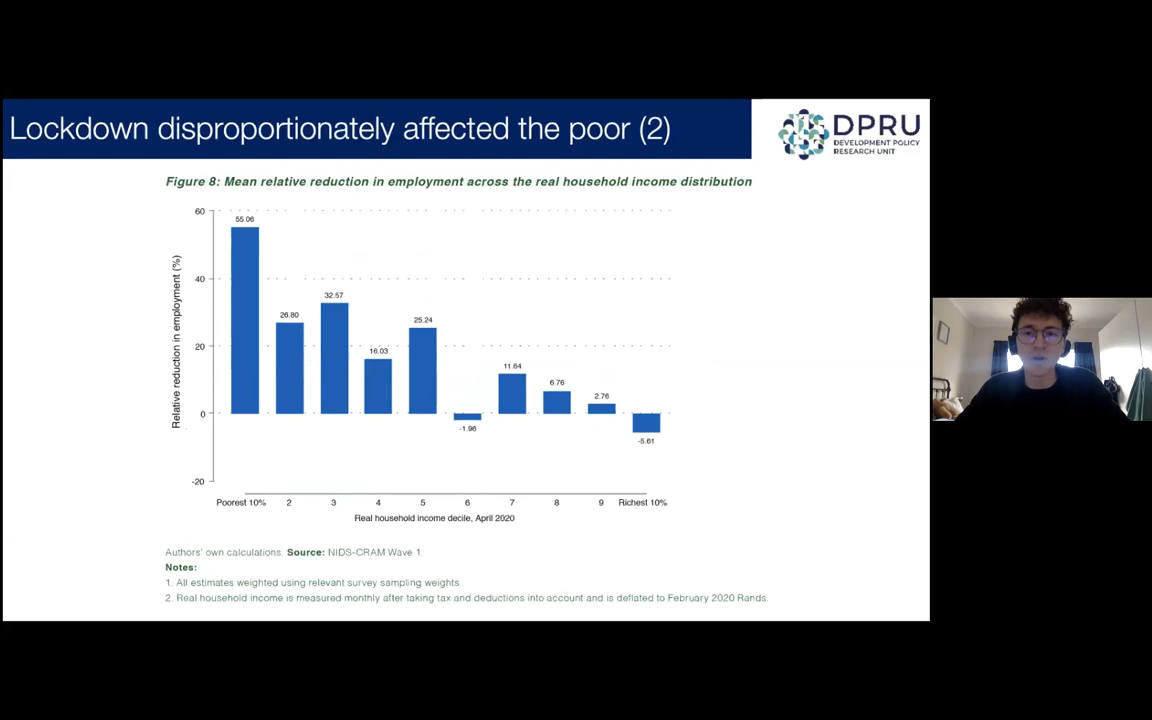 Lockdown disproportionately affected the poor (2)
DPRU
DEVELOPMENT POLICY
RESEARCH UNIT
Figure 8: Mean relative reduction in employment across the real household income distribution
Relative reduction in employment (%)
60
40
20
0
-20
55.06
26.80
32.57
16.03
25.24
-1.96
11.64
6.76
2.76
-5.61
Poorest 10% 2 3 4 5 6 7 8 9 Richest 10%
Real household income decile, April 2020
Authors' own calculations. Source: NIDS-CRAM Wave 1.
Notes:
1. All estimates weighted using relevant survey sampling weights.
2. Real household income is measured monthly after taking tax and deductions into account and is deflated to February 2020 Rands.